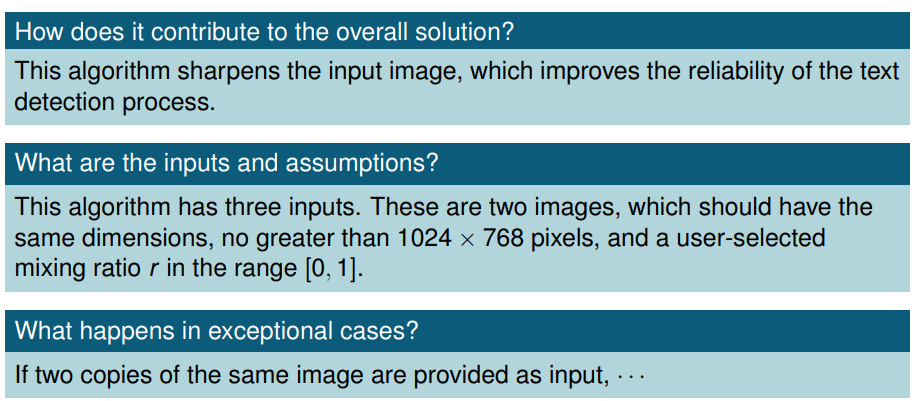 How does it contribute to the overall solution?
This algorithm sharpens the input image, which improves the reliability of the text
detection process.
What are the inputs and assumptions?
This algorithm has three inputs. These are two images, which should have the
same dimensions, no greater than 1024 × 768 pixels, and a user-selected
mixing ratio r in the range [0, 1].
What happens in exceptional cases?
If two copies of the same image are provided as input, · · ·